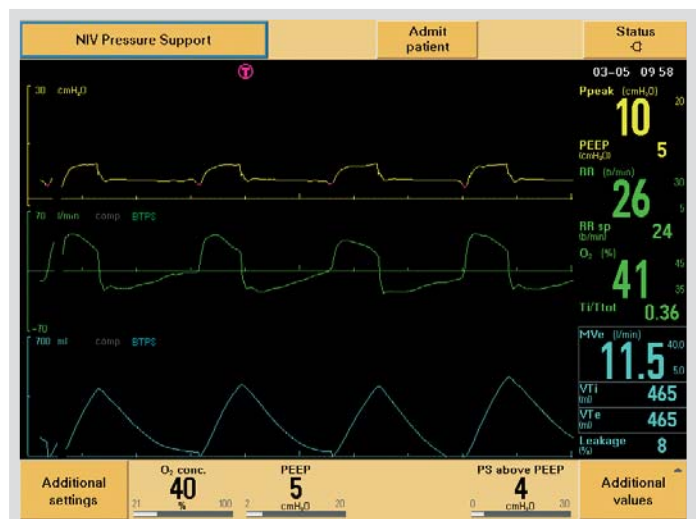 NIV Pressure Support
Admit
patient
Status
T
03-05 09 58
30 cmH₂O
Ppeak (cmH₂O)
20
10
PEEP
(cmH₂O)
5
RR (b/min)
30
26
5
70 l/min comp BTPS
RR sp
(b/min)
24
O₂ (%)
45
41
35
Ti/Ttot
0.36
-70
700 ml comp BTPS
MVe (l/min)
40.0
11.5
5.0
VTi
(ml)
465
VTe
(ml)
465
Leakage
(%)
8
Additional
settings
O₂ conc.
40
21 % 100
PEEP
5
2 cmH₂O 20
PS above PEEP
4
0 cmH₂O 30
Additional
values